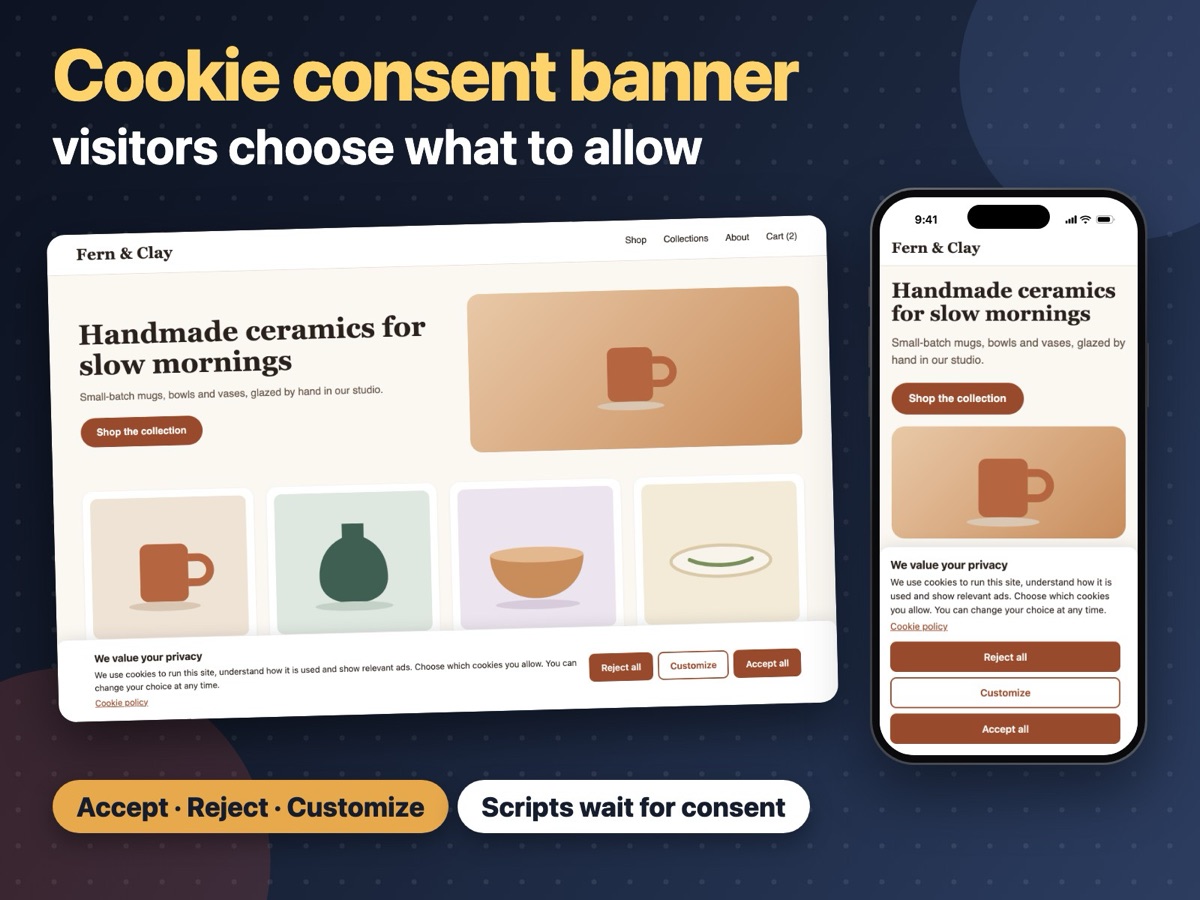 Cookie consent banner
visitors choose what to allow
Fern & Clay
Shop Collections About Cart (2)
Handmade ceramics for
slow mornings
Small-batch mugs, bowls and vases, glazed by hand in our studio.
Shop the collection
We value your privacy
We use cookies to run this site, understand how it is used and show relevant ads. Choose which cookies you allow. You can
change your choice at any time.
Cookie policy
Reject all
Customize
Accept all
9:41
Fern & Clay
Handmade ceramics
for slow mornings
Small-batch mugs, bowls and vases, glazed by
hand in our studio.
Shop the collection
We value your privacy
We use cookies to run this site, understand how it is
used and show relevant ads. Choose which cookies
you allow. You can change your choice at any time.
Cookie policy
Reject all
Customize
Accept all
Accept · Reject · Customize
Scripts wait for consent